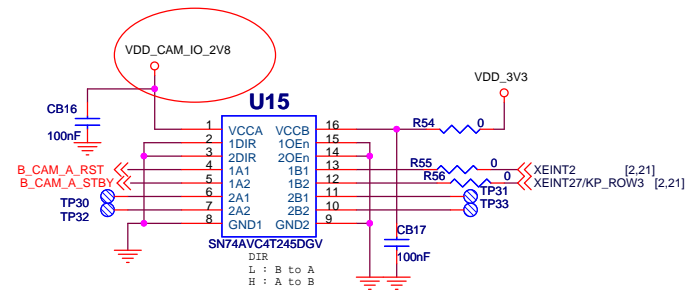 VDD_CAM_IO_2V8
VDD_3V3
CB16
100nF
U15
R54 0
1 VCCA VCCB 16
2 1DIR 1OEn 15
3 2DIR 2OEn 14
4 1A1 1B1 13
5 1A2 1B2 12
6 2A1 2B1 11
7 2A2 2B2 10
8 GND1 GND2 9
B_CAM_A_RST
B_CAM_A_STBY
TP30
TP32
R55 0
R56 0
XEINT2 [2,21]
XEINT27/KP_ROW3 [2,21]
TP31
TP33
SN74AVC4T245DGV
CB17
100nF
DIR
L : B to A
H : A to B